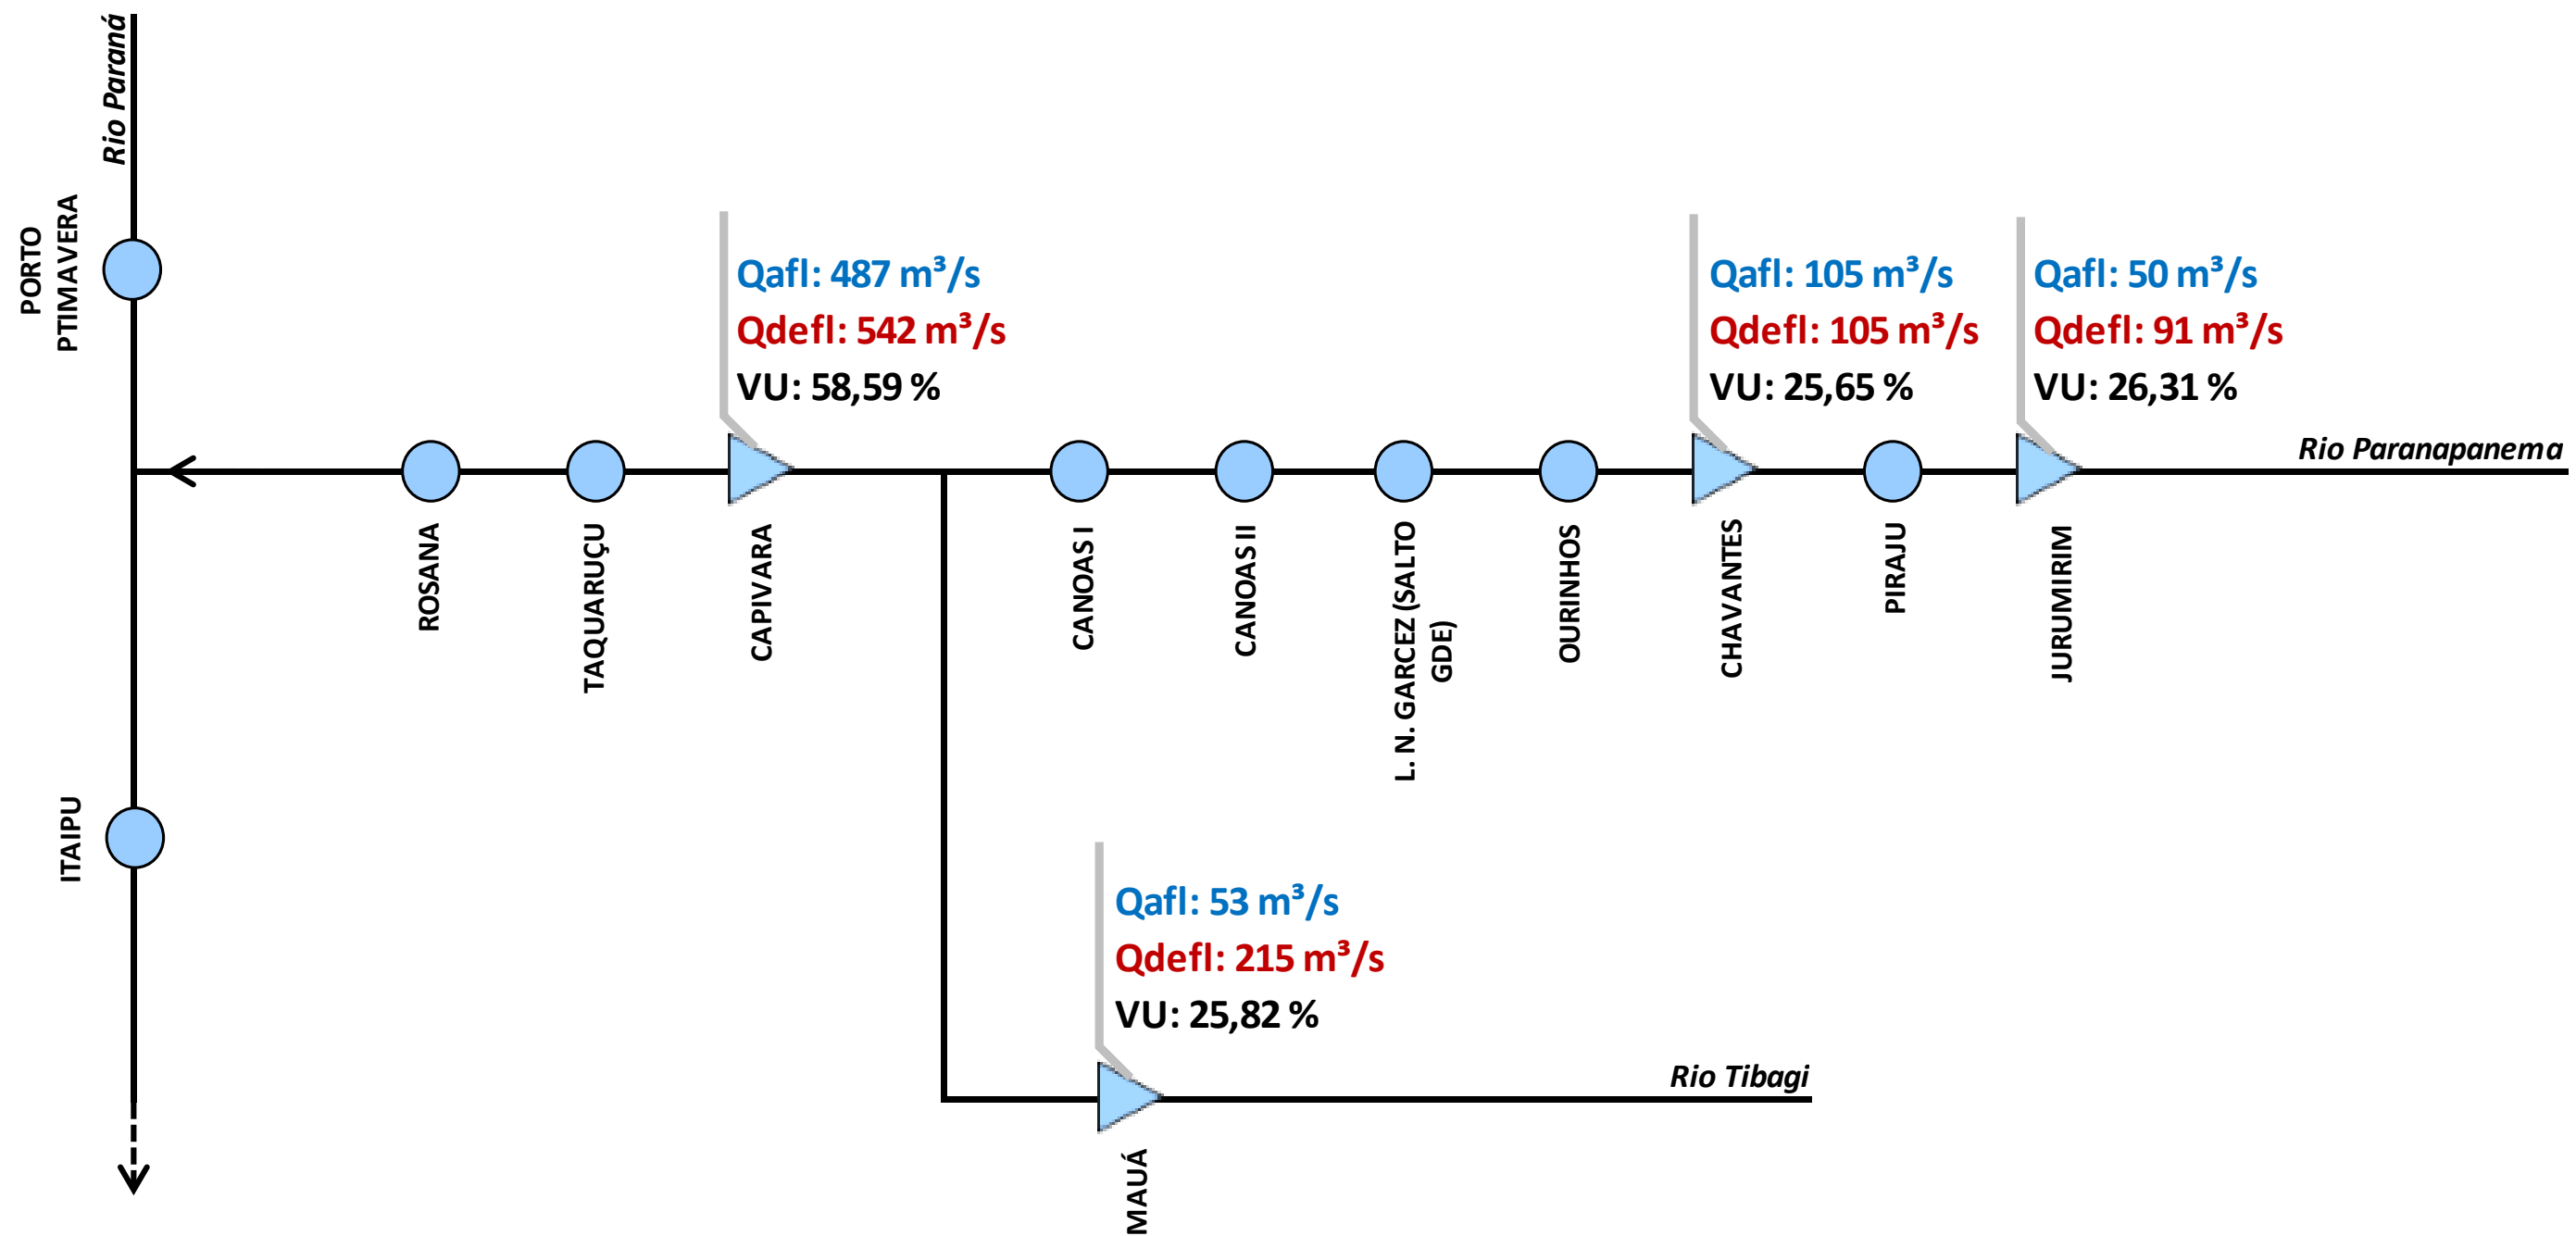 Rio Paraná
PORTO
PTIMAVERA
Qafl: 487 m³/s
Qdefl: 542 m³/s
VU: 58,59 %
Qafl: 105 m³/s
Qdefl: 105 m³/s
VU: 25,65 %
Qafl: 50 m³/s
Qdefl: 91 m³/s
VU: 26,31 %
Rio Paranapanema
ROSANA
TAQUARUÇU
CAPIVARA
CANOAS I
CANOAS II
L. N. GARCEZ (SALTO
GDE)
OURINHOS
CHAVANTES
PIRAJU
JURUMIRIM
ITAIPU
Qafl: 53 m³/s
Qdefl: 215 m³/s
VU: 25,82 %
Rio Tibagi
MAUÁ